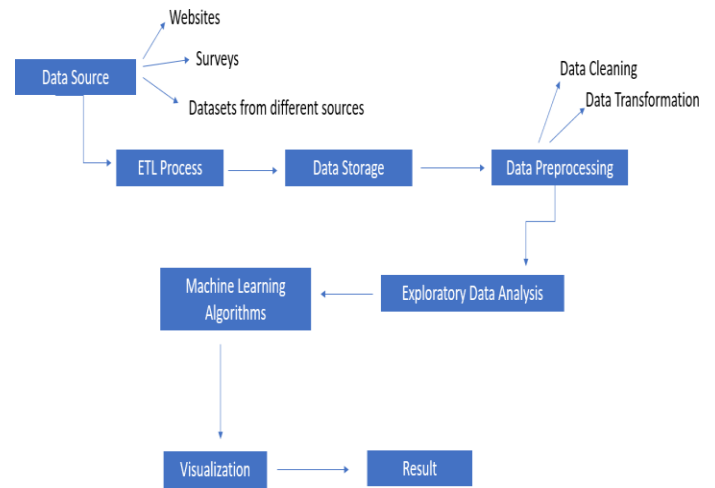 Websites
Surveys
Data Source
Datasets from different sources
Data Cleaning
Data Transformation
ETL Process
Data Storage
Data Preprocessing
Exploratory Data Analysis
Machine Learning
Algorithms
Visualization
Result